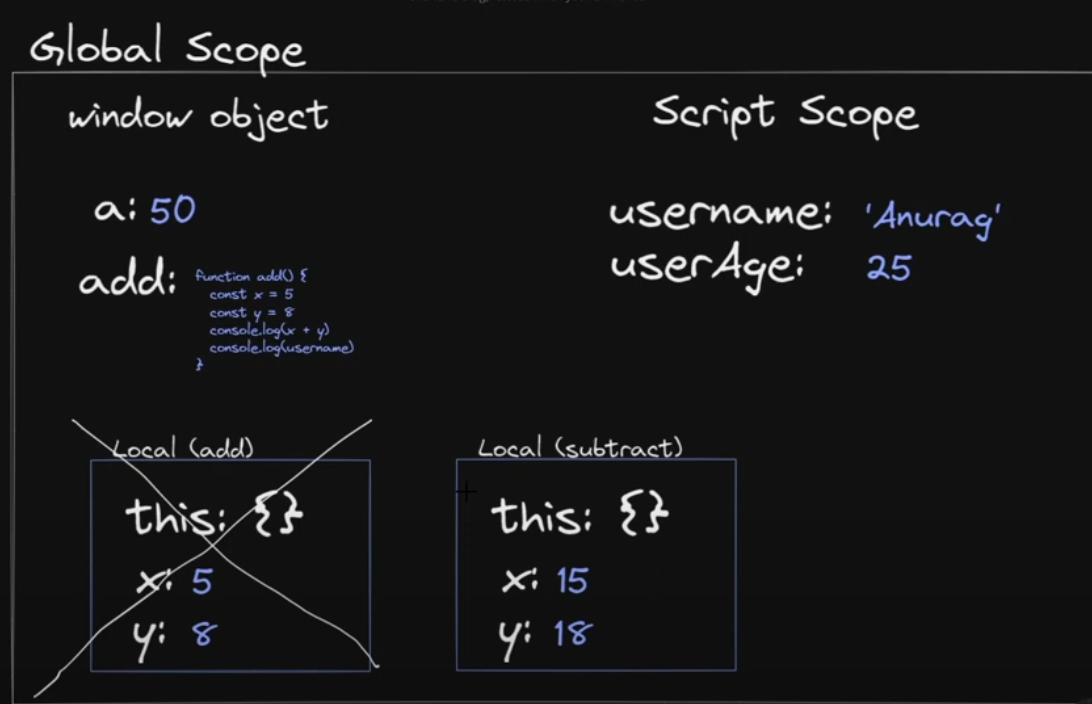 Global Scope
window object
a: 50
add:
function add() {
const x = 5
const y = 8
console.log(x + y)
console.log(username)
}
Script Scope
username: 'Anurag'
userAge: 25
Local (add)
this: {}
x: 5
y: 8
Local (subtract)
this: {}
x: 15
y: 18